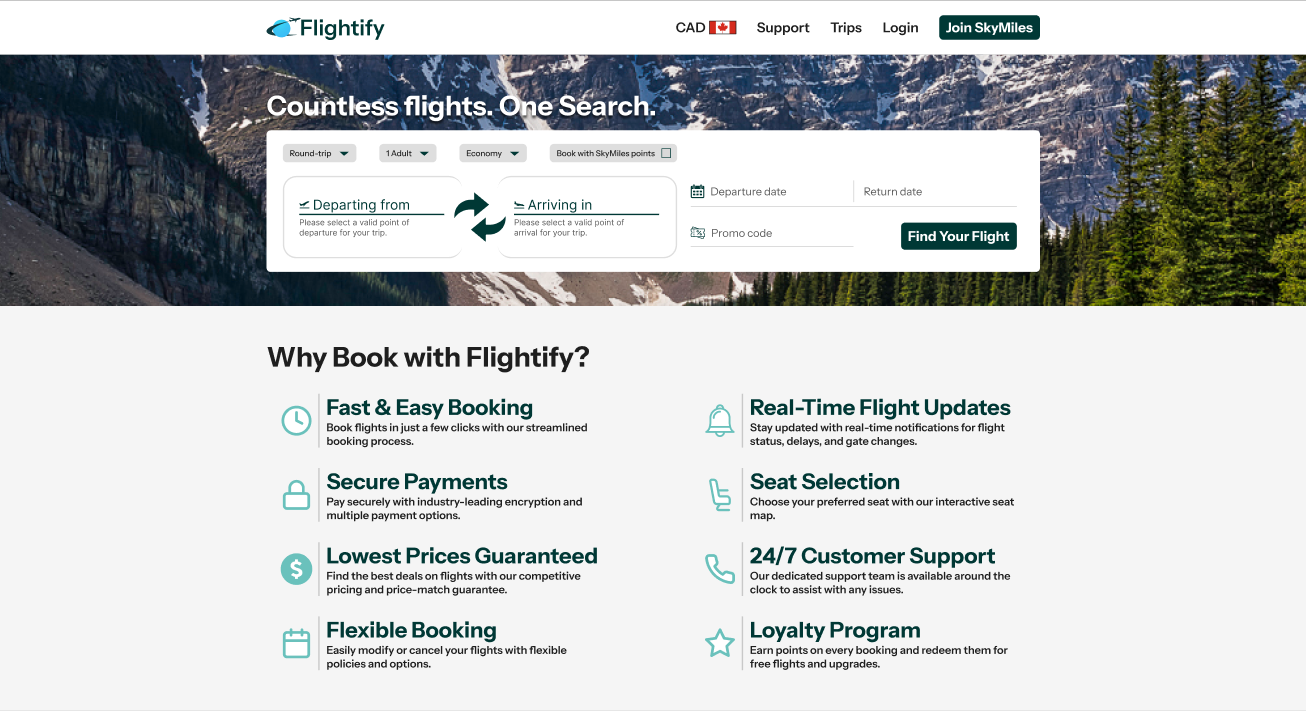 Flightify
CAD
Support
Trips
Login
Join SkyMiles
Countless flights. One Search.
Round-trip
1 Adult
Economy
Book with SkyMiles points
Departing from
Please select a valid point of
departure for your trip.
Arriving in
Please select a valid point of
arrival for your trip.
Departure date
Return date
Promo code
Find Your Flight
Why Book with Flightify?
Fast & Easy Booking
Book flights in just a few clicks with our streamlined
booking process.
Real-Time Flight Updates
Stay updated with real-time notifications for flight
status, delays, and gate changes.
Secure Payments
Pay securely with industry-leading encryption and
multiple payment options.
Seat Selection
Choose your preferred seat with our interactive seat
map.
$
Lowest Prices Guaranteed
Find the best deals on flights with our competitive
pricing and price-match guarantee.
24/7 Customer Support
Our dedicated support team is available around the
clock to assist with any issues.
Flexible Booking
Easily modify or cancel your flights with flexible
policies and options.
Loyalty Program
Earn points on every booking and redeem them for
free flights and upgrades.